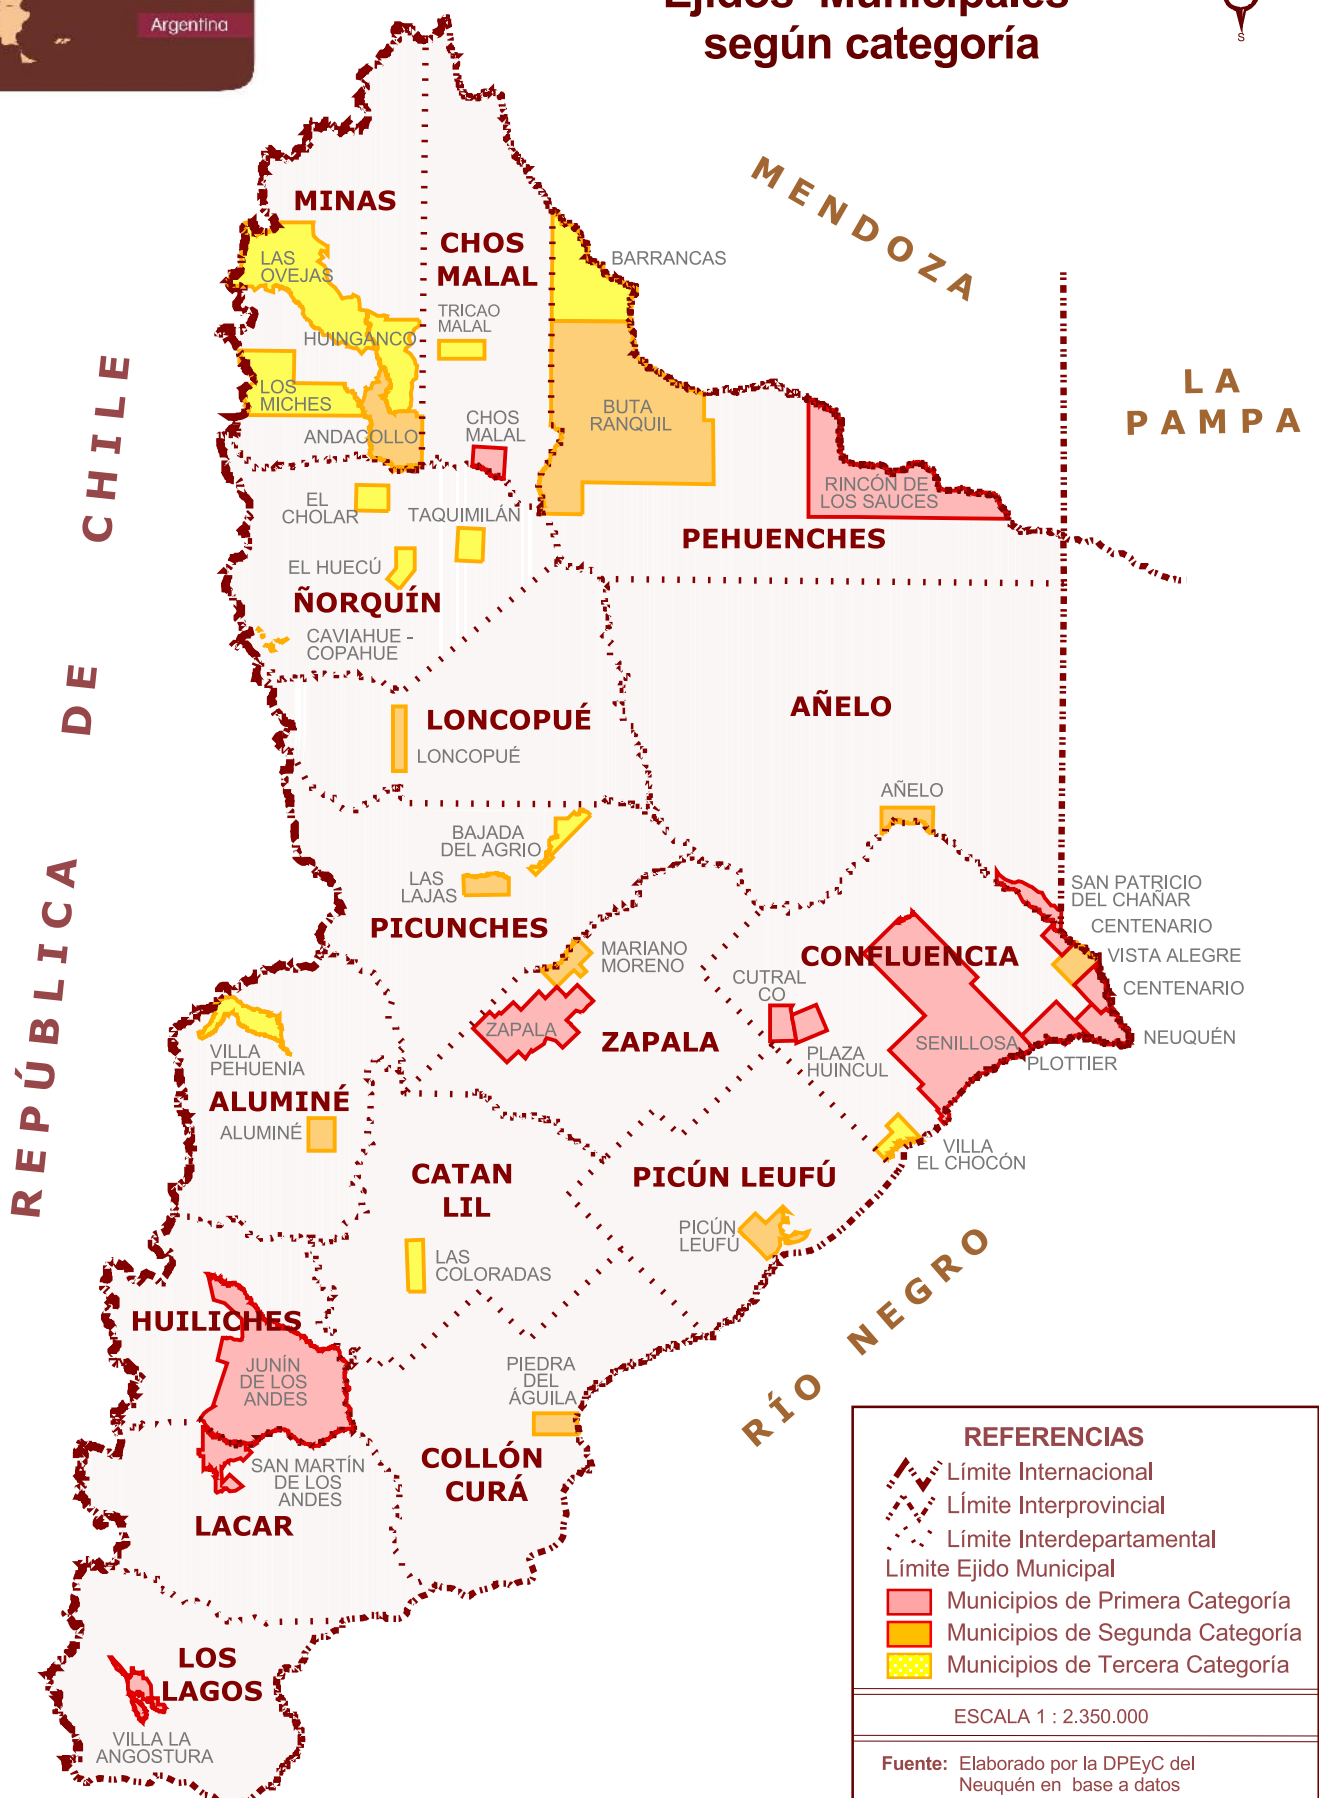 Argentina
Ejidos Municipales
según categoría
S
MENDOZA
LA
PAMPA
REPÚBLICA DE CHILE
RÍO NEGRO
MINAS
CHOS
MALAL
LAS
OVEJAS
BARRANCAS
TRICAO
MALAL
HUINGANCO
LOS
MICHES
ANDACOLLO
CHOS
MALAL
BUTA
RANQUIL
RINCÓN DE
LOS SAUCES
PEHUENCHES
EL
CHOLAR
TAQUIMILÁN
EL HUECÚ
ÑORQUÍN
CAVIAHUE -
COPAHUE
LONCOPUÉ
LONCOPUÉ
AÑELO
AÑELO
BAJADA
DEL AGRIO
LAS
LAJAS
PICUNCHES
SAN PATRICIO
DEL CHAÑAR
CENTENARIO
VISTA ALEGRE
CENTENARIO
NEUQUÉN
CONFLUENCIA
MARIANO
MORENO
CUTRAL
CO
ZAPALA
ZAPALA
PLAZA
HUINCUL
SENILLOSA
PLOTTIER
VILLA
PEHUENIA
ALUMINÉ
ALUMINÉ
VILLA
EL CHOCÓN
CATAN
LIL
PICÚN LEUFÚ
PICÚN
LEUFÚ
LAS
COLORADAS
HUILICHES
JUNÍN
DE LOS
ANDES
PIEDRA
DEL
ÁGUILA
SAN MARTÍN
DE LOS
ANDES
COLLÓN
CURÁ
LACAR
LOS
LAGOS
VILLA LA
ANGOSTURA
REFERENCIAS
Límite Internacional
LÍmite Interprovincial
Límite Interdepartamental
Límite Ejido Municipal
Municipios de Primera Categoría
Municipios de Segunda Categoría
Municipios de Tercera Categoría
ESCALA 1 : 2.350.000
Fuente: Elaborado por la DPEyC del
Neuquén en base a datos